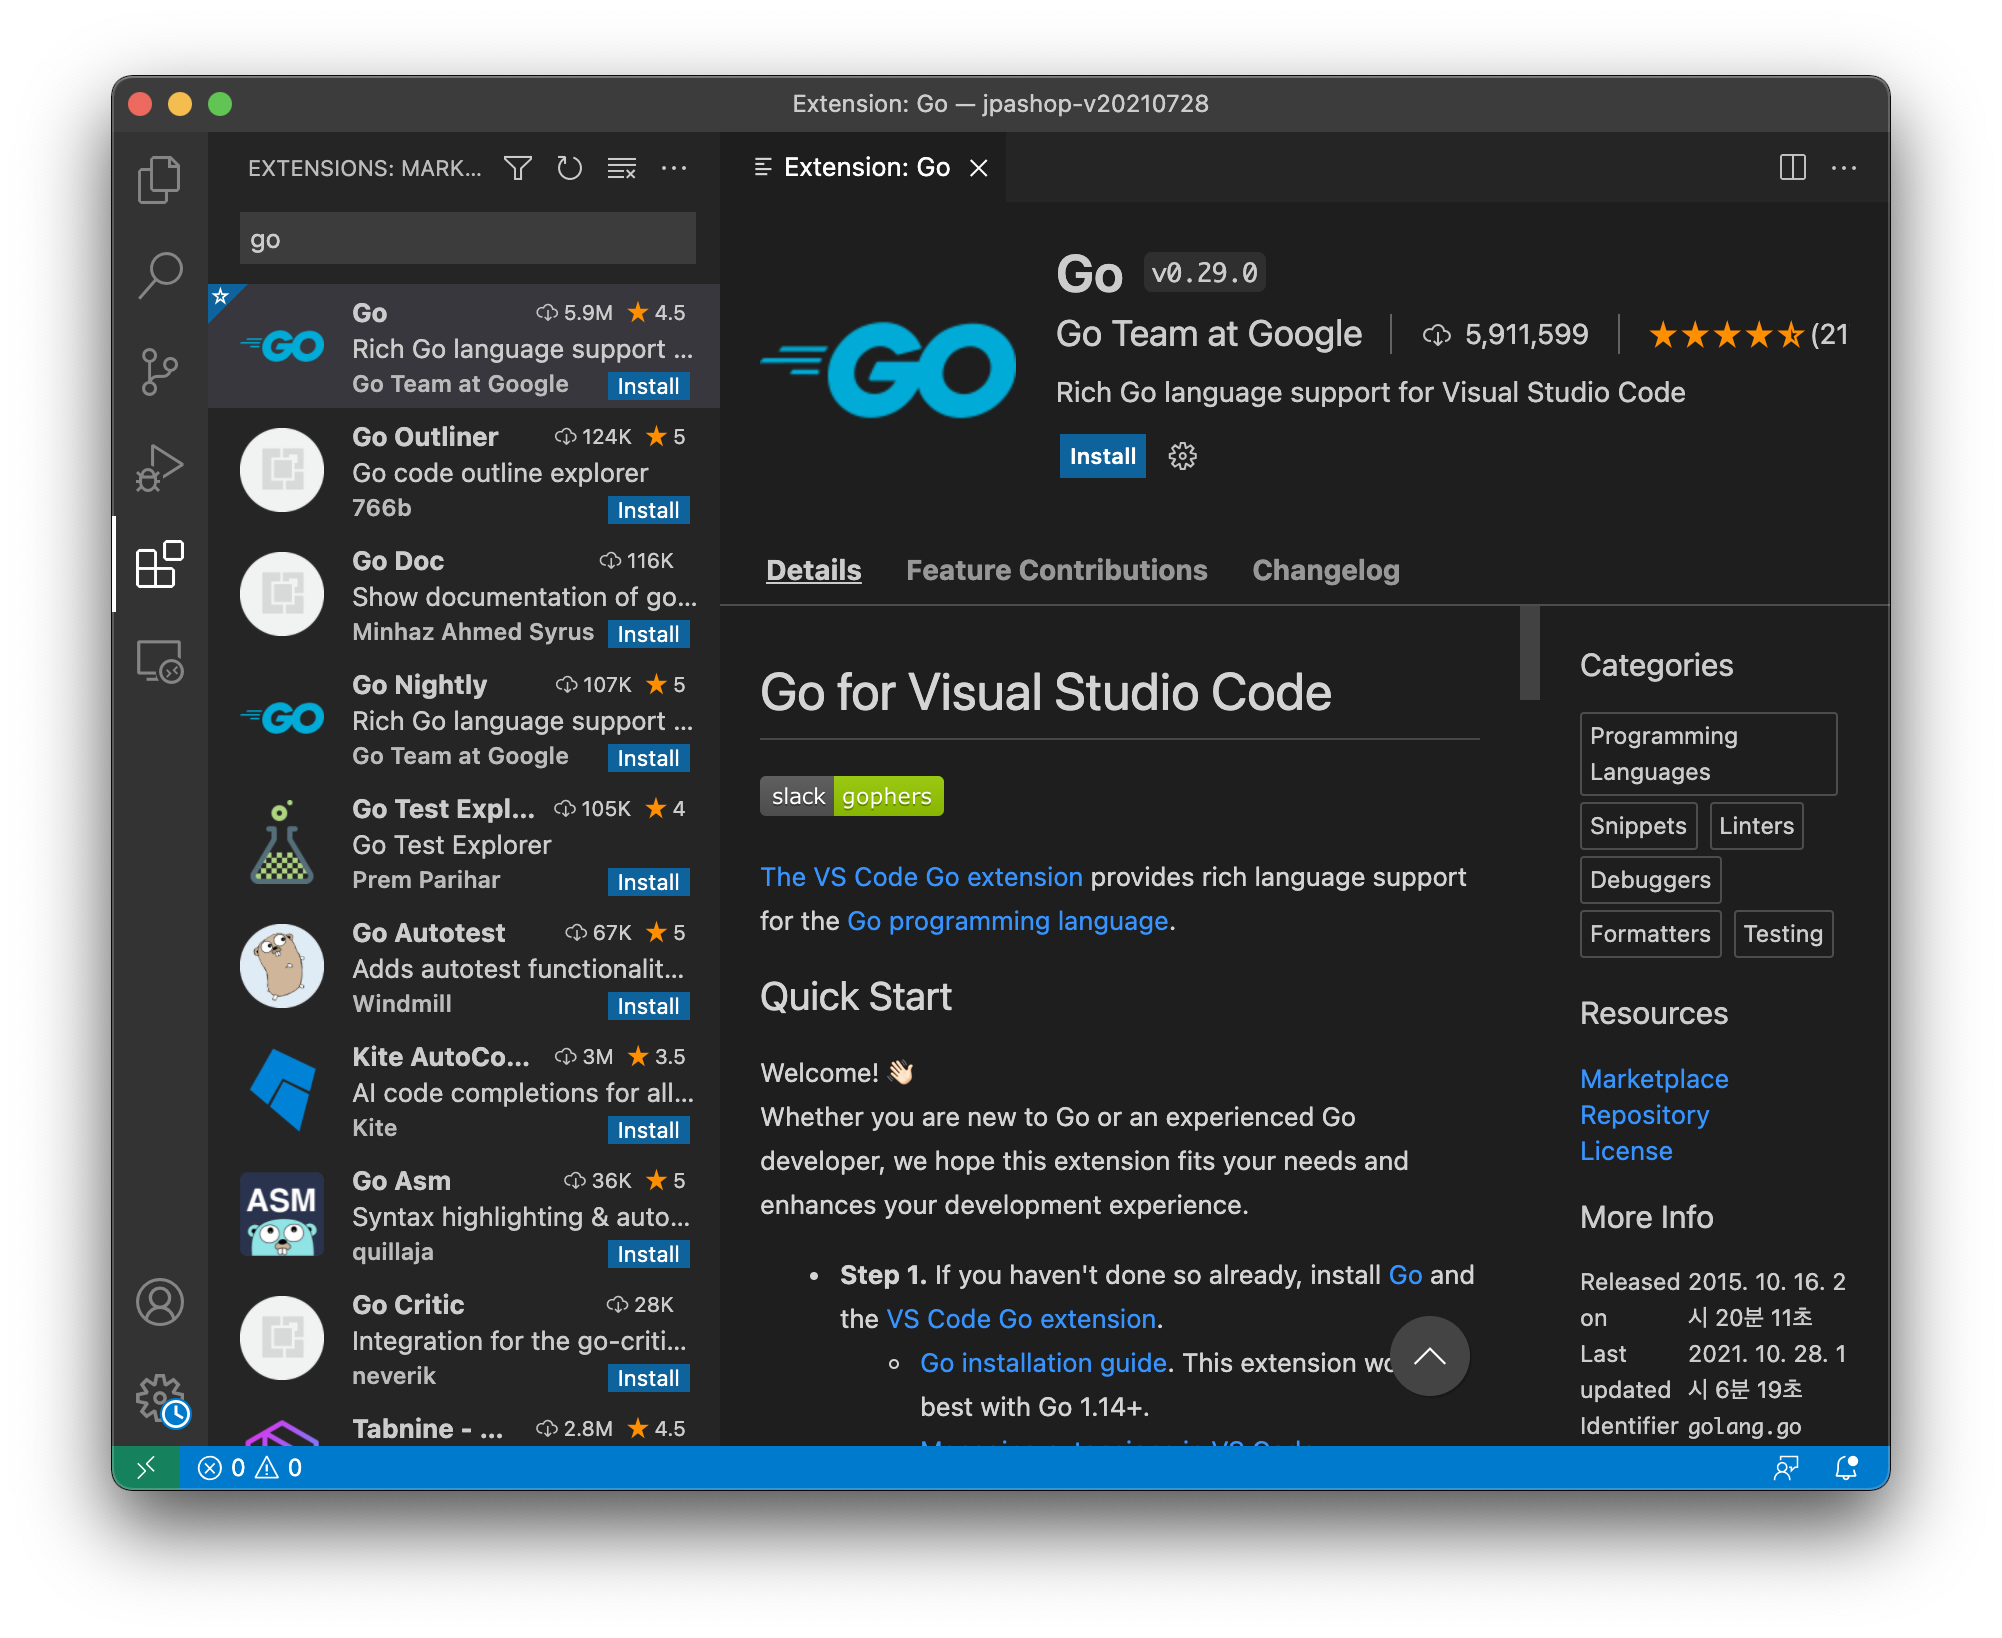 Extension: Go — jpashop-v20210728
EXTENSIONS: MARK...
go
Go 5.9M ★ 4.5
Rich Go language support ...
Go Team at Google Install
Go Outliner 124K ★ 5
Go code outline explorer
766b Install
Go Doc 116K
Show documentation of go...
Minhaz Ahmed Syrus Install
GO
Go Nightly 107K ★ 5
Rich Go language support ...
Go Team at Google Install
GO
Go Test Expl... 105K ★ 4
Go Test Explorer
Prem Parihar Install
Go Autotest 67K ★ 5
Adds autotest functionalit...
Windmill Install
Kite AutoCo... 3M ★ 3.5
AI code completions for all...
Kite Install
ASM
Go Asm 36K ★ 5
Syntax highlighting & auto...
quillaja Install
Go Critic 28K
Integration for the go-criti...
neverik Install
Tabnine - ... 2.8M ★ 4.5
Extension: Go
GO
Go v0.29.0
Go Team at Google 5,911,599 (21
Rich Go language support for Visual Studio Code
Install
Details Feature Contributions Changelog
Go for Visual Studio Code
slack gophers
The VS Code Go extension provides rich language support
for the Go programming language.
Quick Start
Welcome! 👋🏻
Whether you are new to Go or an experienced Go
developer, we hope this extension fits your needs and
enhances your development experience.
• Step 1. If you haven't done so already, install Go and
the VS Code Go extension.
Go installation guide. This extension wo
best with Go 1.14+.
Categories
Programming
Languages
Snippets Linters
Debuggers
Formatters Testing
Resources
Marketplace
Repository
License
More Info
Released 2015. 10. 16. 2
on 시 20분 11초
Last 2021. 10. 28. 1
updated 시 6분 19초
Identifier golang.go
0 0